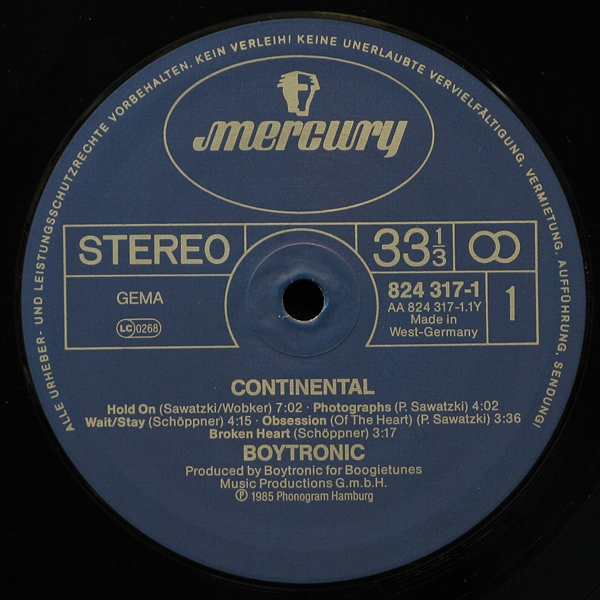 ALLE URHEBER- UND LEISTUNGSSCHUTZRECHTE VORBEHALTEN. KEIN VERLEIH! KEINE UNERLAUBTE VERVIELFÄLTIGUNG, VERMIETUNG, AUFFÜHRUNG, SENDUNG!
mercury
STEREO 33 1/3
GEMA 824 317-1 1
AA 824 317-1.1Y
LC 0268 Made in
West-Germany
CONTINENTAL
Hold On (Sawatzki/Wobker) 7:02 · Photographs (P. Sawatzki) 4:02
Wait/Stay (Schöppner) 4:15 · Obsession (Of The Heart) (P. Sawatzki) 3:36
Broken Heart (Schöppner) 3:17
BOYTRONIC
Produced by Boytronic for Boogietunes
Music Productions G.m.b.H.
℗ 1985 Phonogram Hamburg